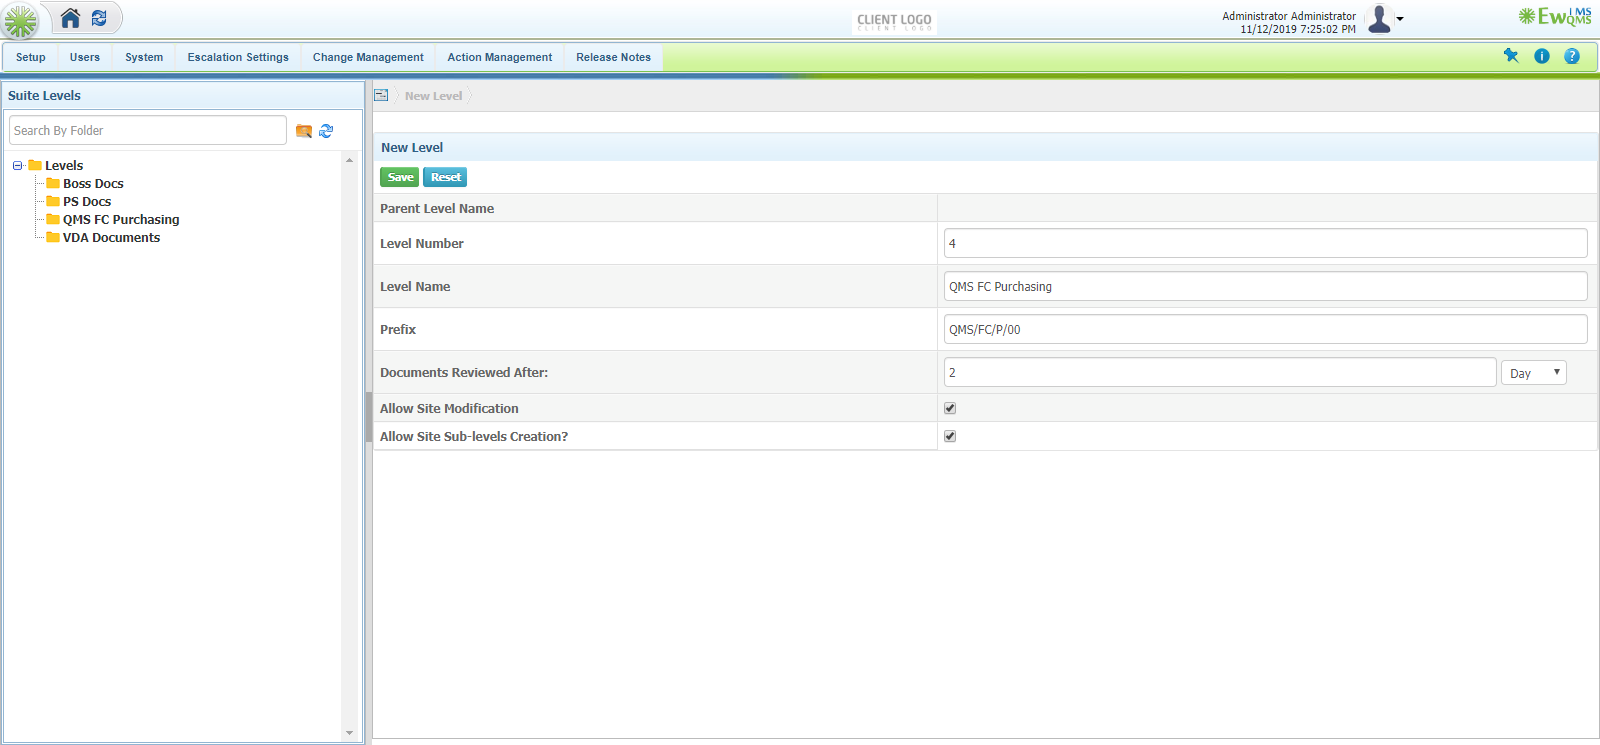 CLIENT LOGO
CLIENT LOGO
Administrator Administrator
11/12/2019 7:25:02 PM
EwQMS
IMS
Setup Users System Escalation Settings Change Management Action Management Release Notes
Suite Levels
Search By Folder
Levels
Boss Docs
PS Docs
QMS FC Purchasing
VDA Documents
New Level
New Level
Save Reset
Parent Level Name
Level Number 4
Level Name QMS FC Purchasing
Prefix QMS/FC/P/00
Documents Reviewed After: 2 Day
Allow Site Modification
Allow Site Sub-levels Creation?